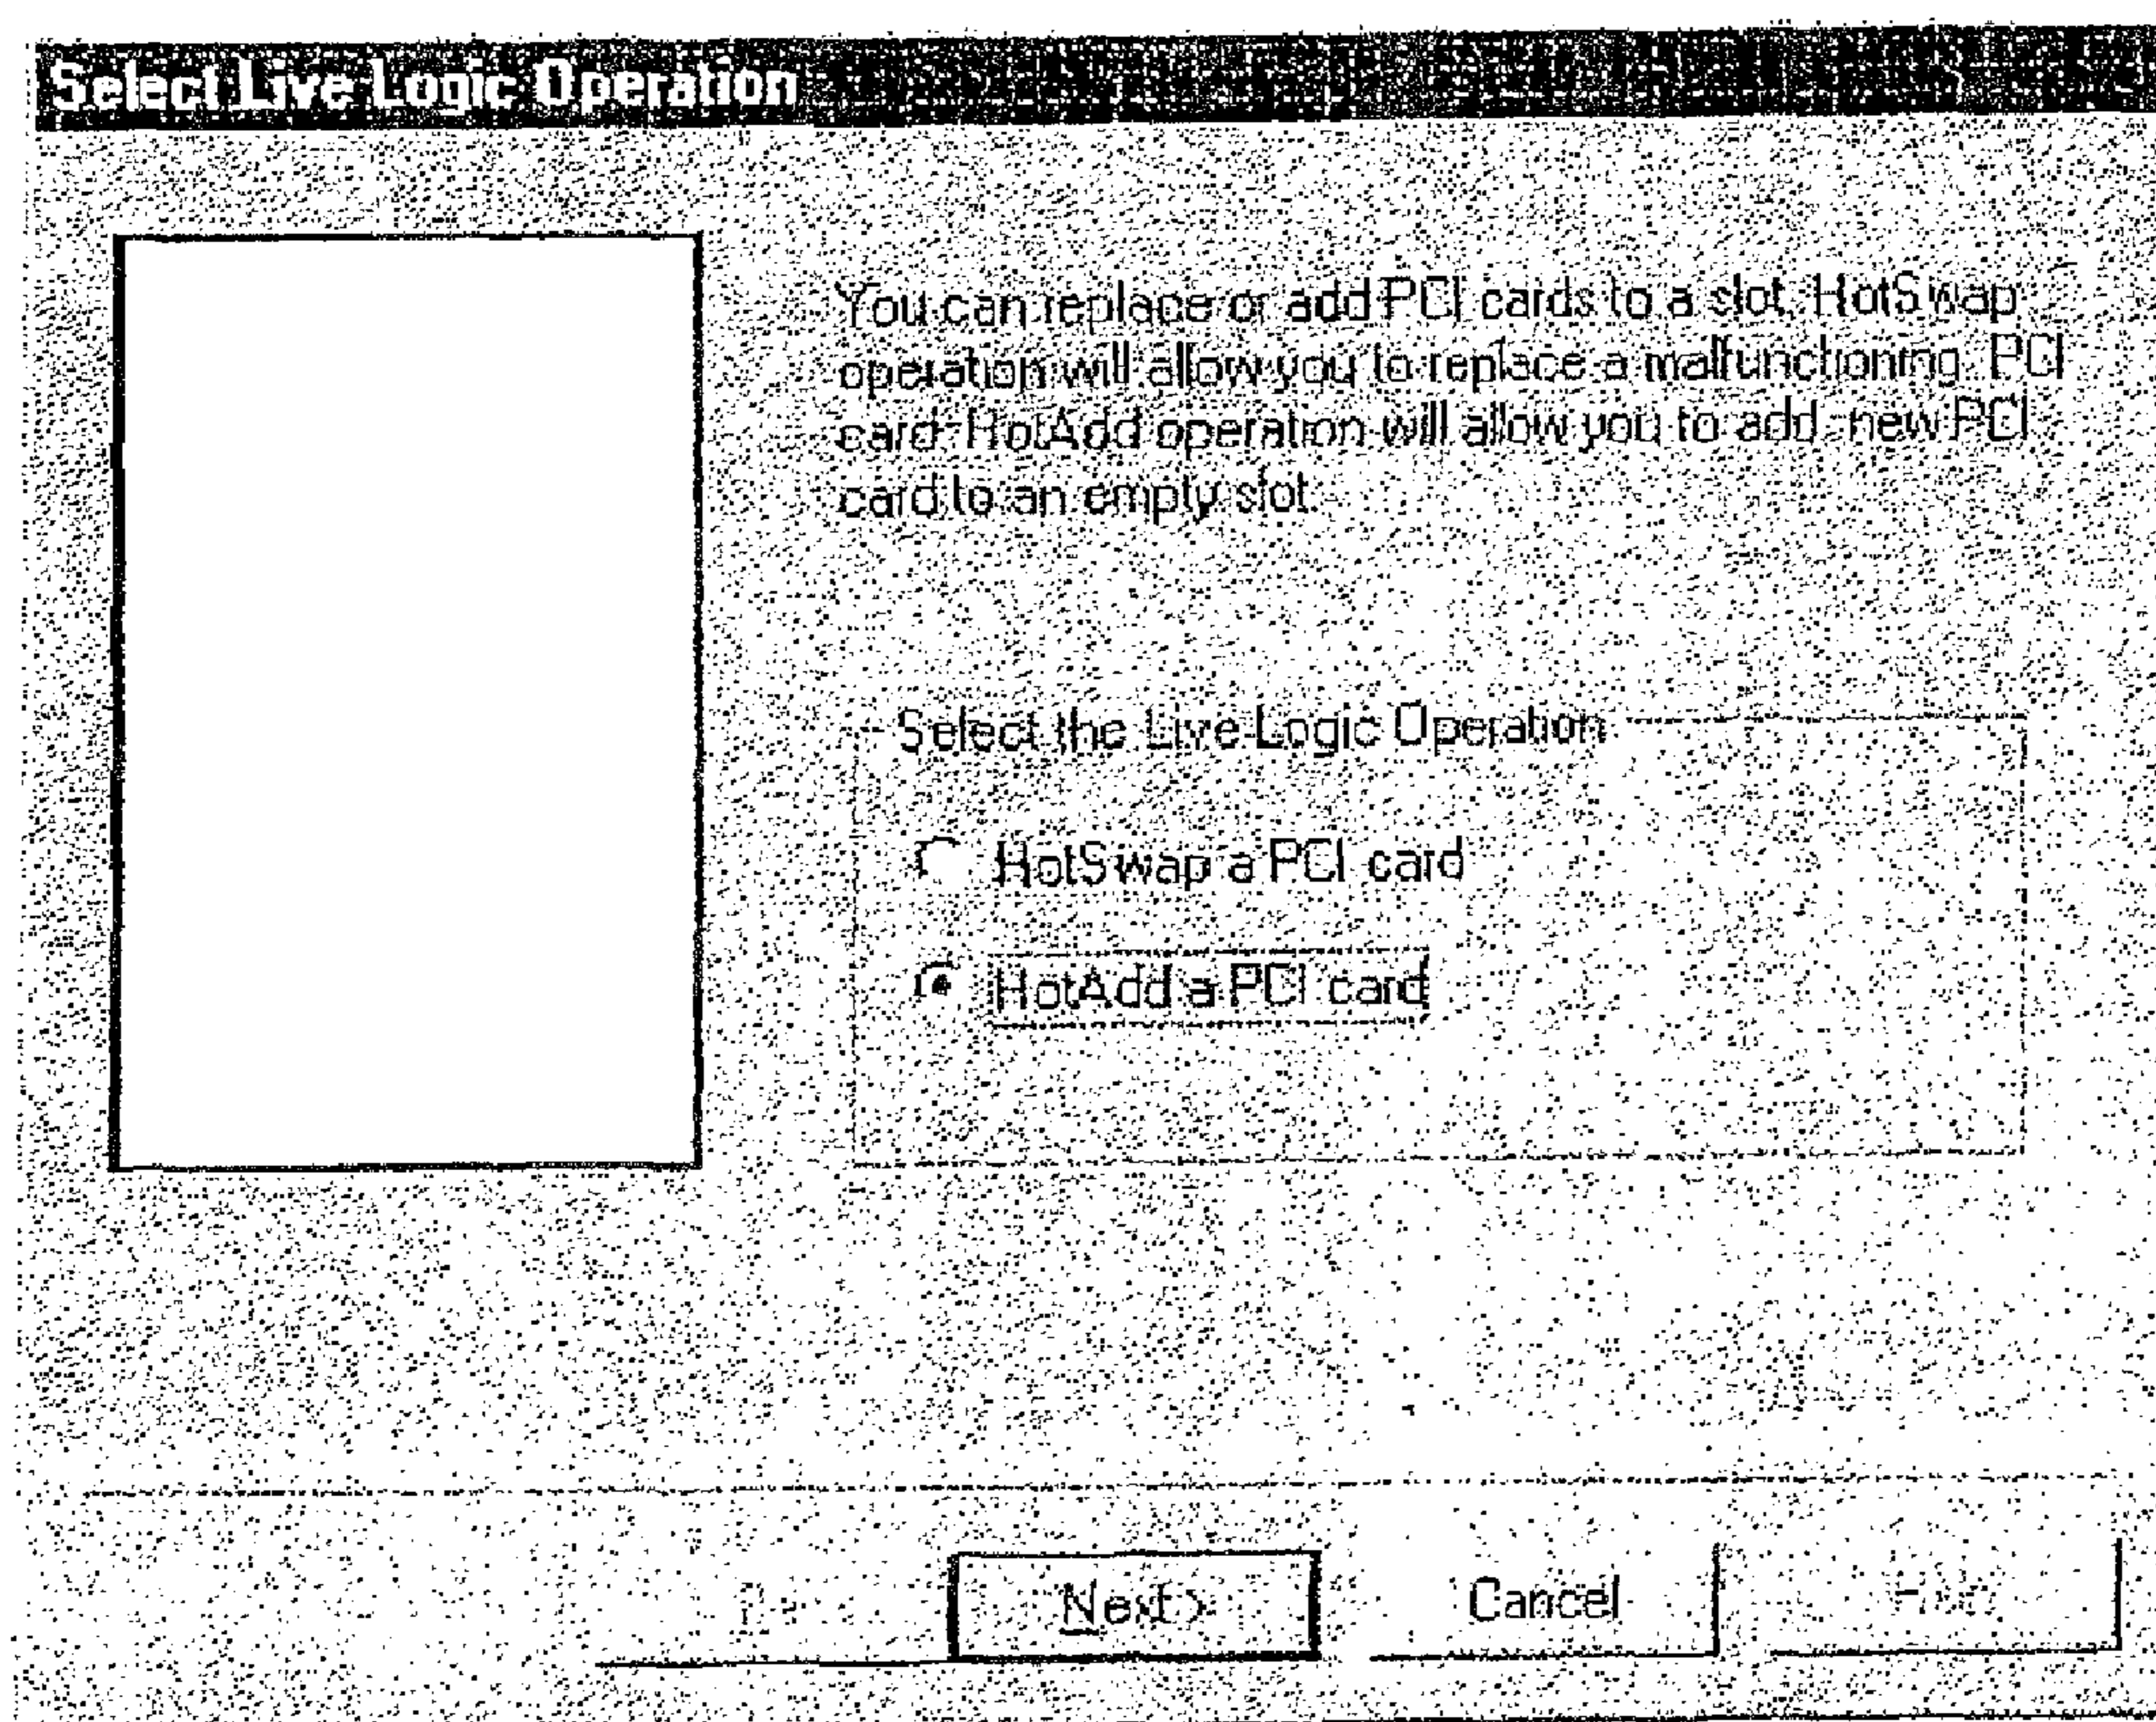 Select Live Logic Operation
You can replace or add PCI cards to a slot. HotSwap
operation will allow you to replace a malfunctioning PCI
card. HotAdd operation will allow you to add new PCI
card to an empty slot.
Select the Live Logic Operation
HotSwap a PCI card
HotAdd a PCI card
Next >
Cancel